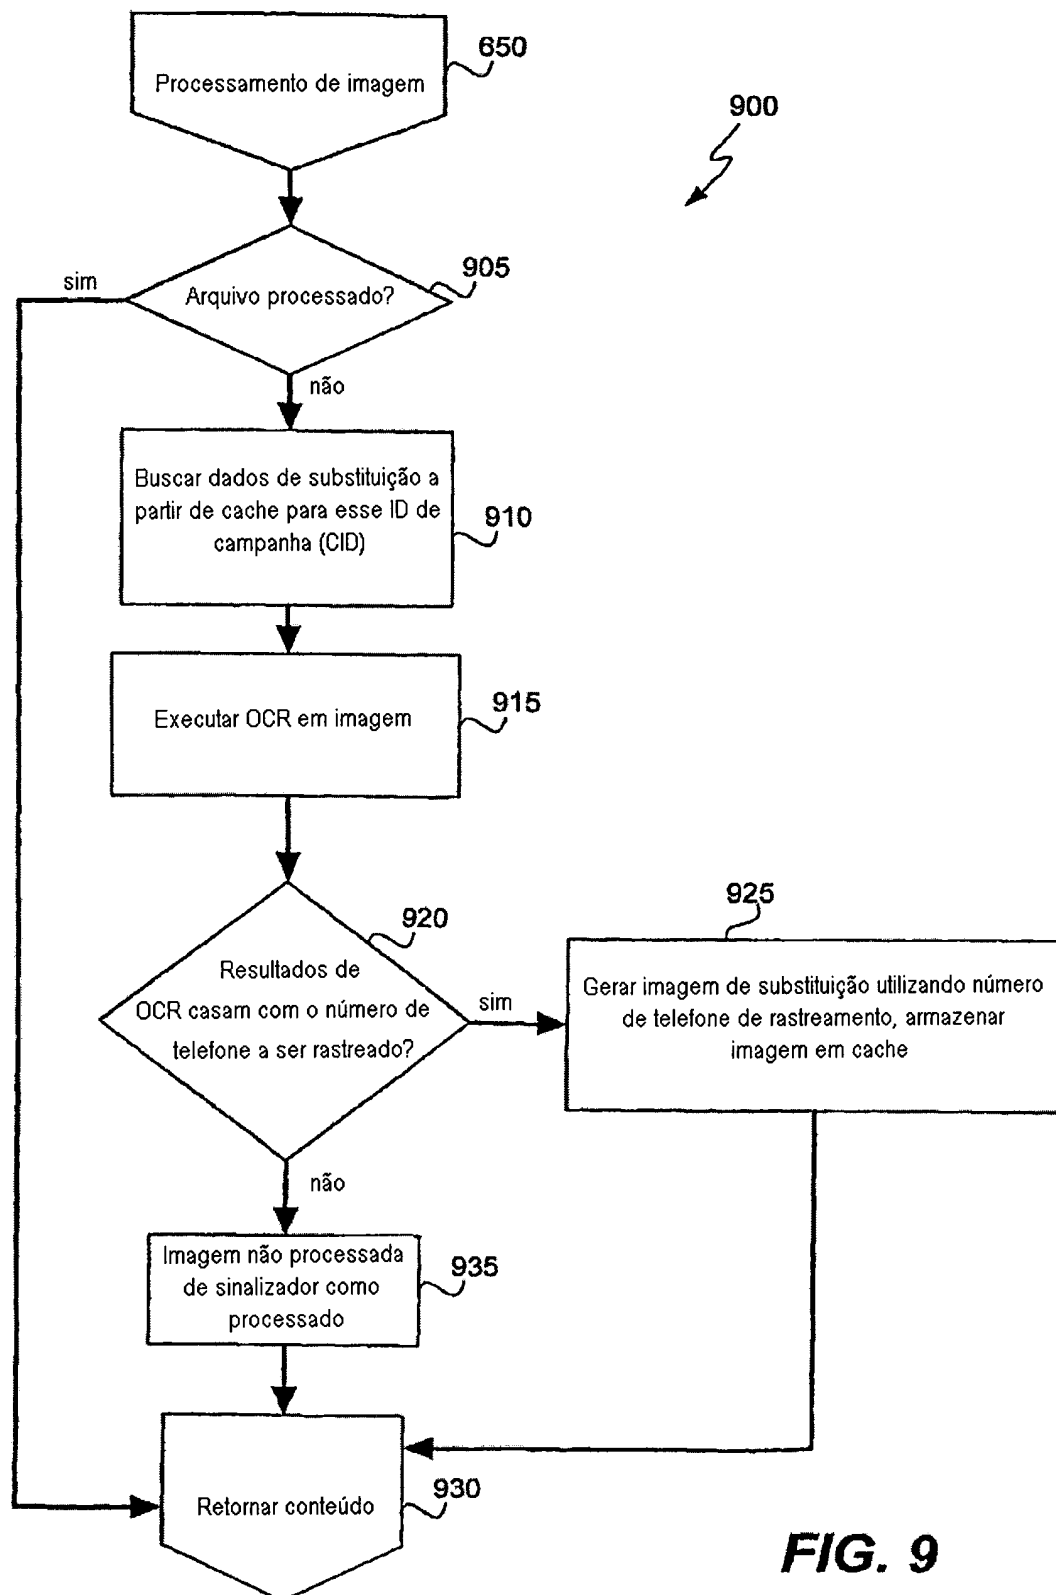 650
Processamento de imagem
900
905
sim
Arquivo processado?
não
Buscar dados de substituição a
partir de cache para esse ID de
campanha (CID)
910
Executar OCR em imagem
915
920
925
Resultados de
OCR casam com o número de
telefone a ser rastreado?
sim
Gerar imagem de substituição utilizando número
de telefone de rastreamento, armazenar
imagem em cache
não
Imagem não processada
de sinalizador como
processado
935
Retornar conteúdo
930
FIG. 9